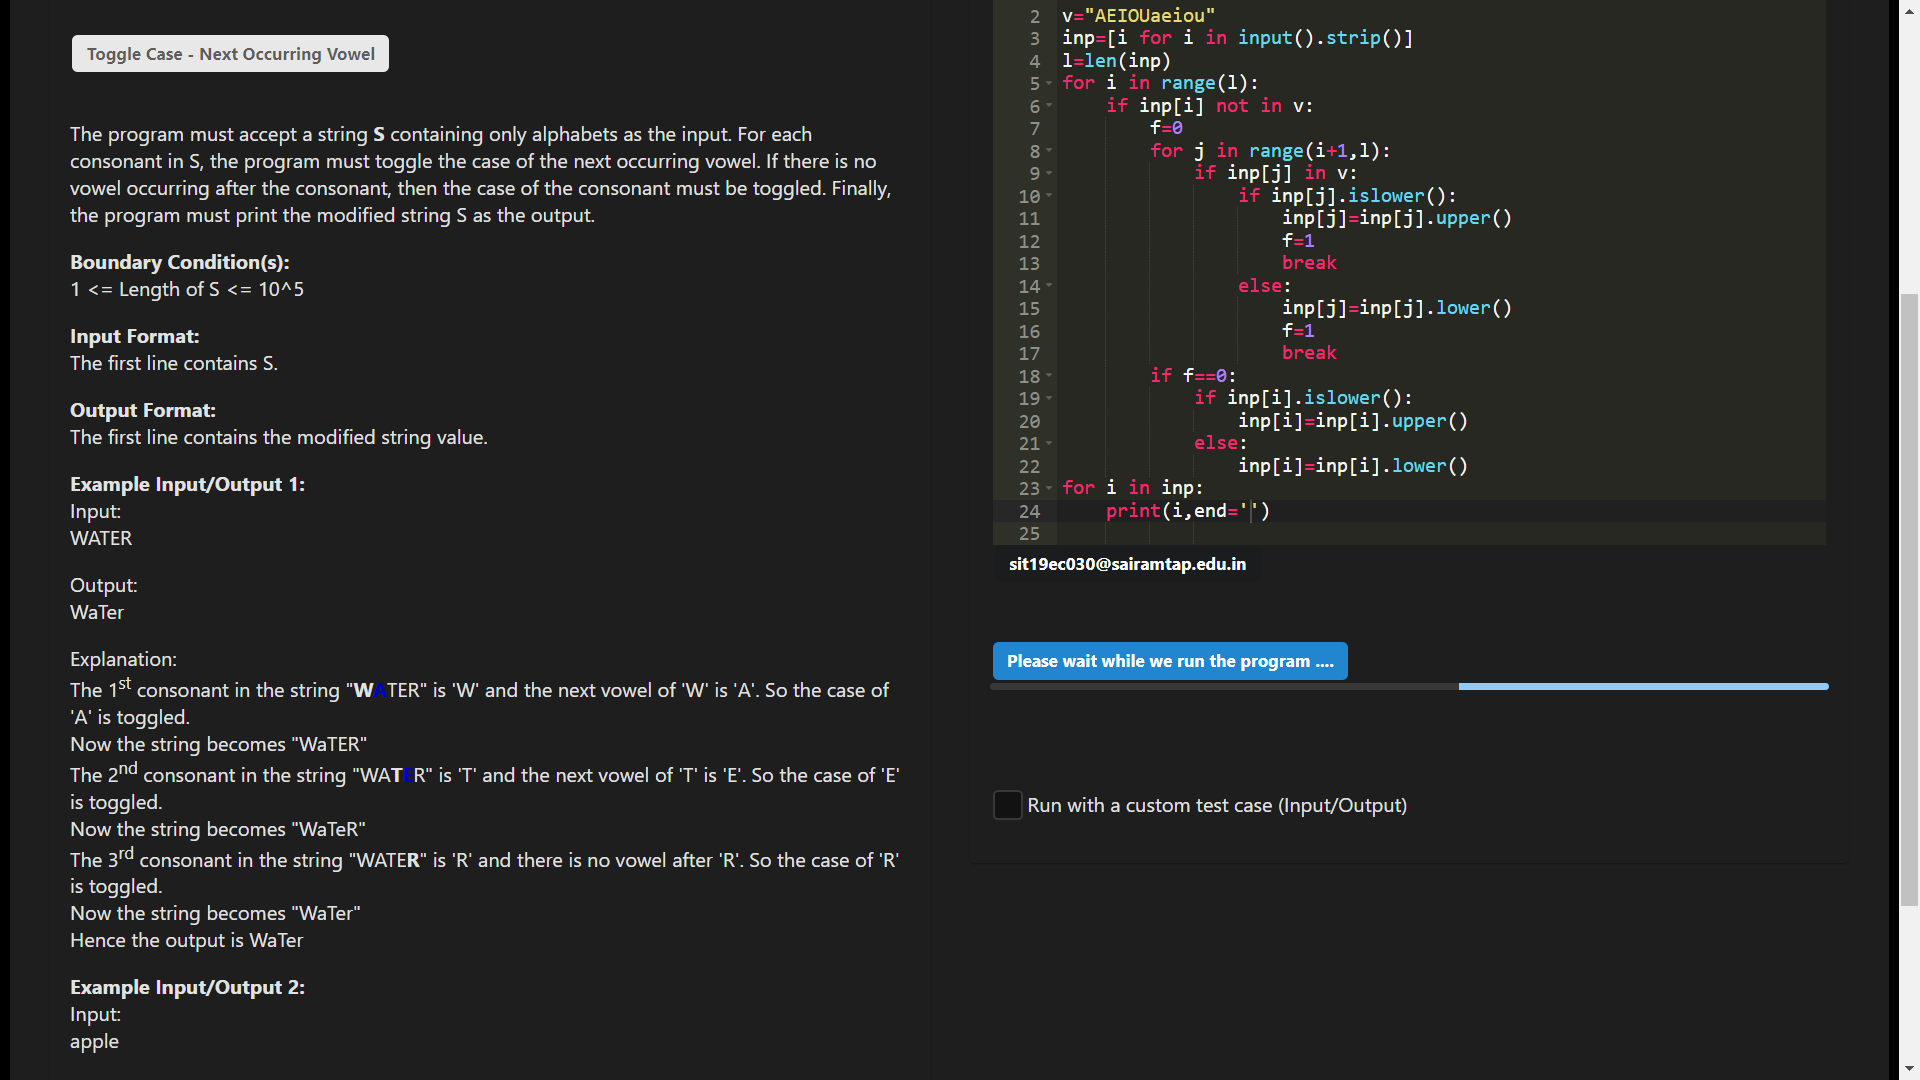 Toggle Case - Next Occurring Vowel
The program must accept a string S containing only alphabets as the input. For each
consonant in S, the program must toggle the case of the next occurring vowel. If there is no
vowel occurring after the consonant, then the case of the consonant must be toggled. Finally,
the program must print the modified string S as the output.
Boundary Condition(s):
1 <= Length of S <= 10^5
Input Format:
The first line contains S.
Output Format:
The first line contains the modified string value.
Example Input/Output 1:
Input:
WATER
Output:
WaTer
Explanation:
The 1st consonant in the string "WATER" is 'W' and the next vowel of 'W' is 'A'. So the case of
'A' is toggled.
Now the string becomes "WaTER"
The 2nd consonant in the string "WATER" is 'T' and the next vowel of 'T' is 'E'. So the case of 'E'
is toggled.
Now the string becomes "WaTeR"
The 3rd consonant in the string "WATER" is 'R' and there is no vowel after 'R'. So the case of 'R'
is toggled.
Now the string becomes "WaTer"
Hence the output is WaTer
Example Input/Output 2:
Input:
apple
2 v="AEIOUaeiou"
3 inp=[i for i in input().strip()]
4 l=len(inp)
5 for i in range(l):
6     if inp[i] not in v:
7         f=0
8         for j in range(i+1,l):
9             if inp[j] in v:
10                 if inp[j].islower():
11                     inp[j]=inp[j].upper()
12                     f=1
13                     break
14                 else:
15                     inp[j]=inp[j].lower()
16                     f=1
17                     break
18         if f==0:
19             if inp[i].islower():
20                 inp[i]=inp[i].upper()
21             else:
22                 inp[i]=inp[i].lower()
23 for i in inp:
24     print(i,end='')
25
sit19ec030@sairamtap.edu.in
Please wait while we run the program ....
Run with a custom test case (Input/Output)